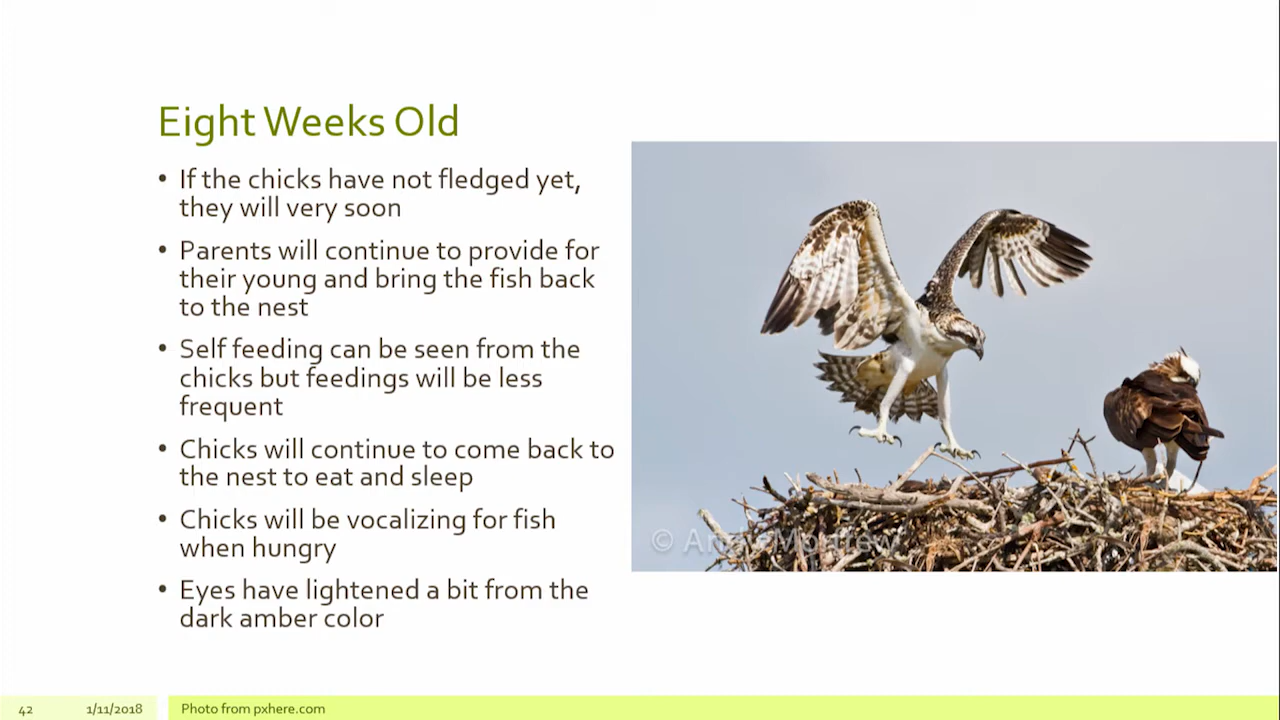 Eight Weeks Old
• If the chicks have not fledged yet,
they will very soon
• Parents will continue to provide for
their young and bring the fish back
to the nest
• Self feeding can be seen from the
chicks but feedings will be less
frequent
• Chicks will continue to come back to
the nest to eat and sleep
• Chicks will be vocalizing for fish
when hungry
• Eyes have lightened a bit from the
dark amber color
©
42
1/11/2018
Photo from pxhere.com